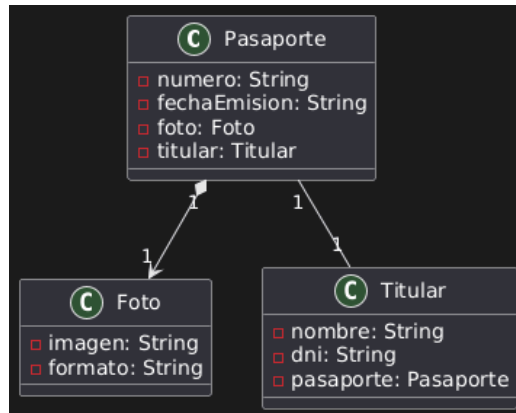 C Pasaporte
numero: String
fechaEmision: String
foto: Foto
titular: Titular
1 1
1 1
C Foto
imagen: String
formato: String
C Titular
nombre: String
dni: String
pasaporte: Pasaporte